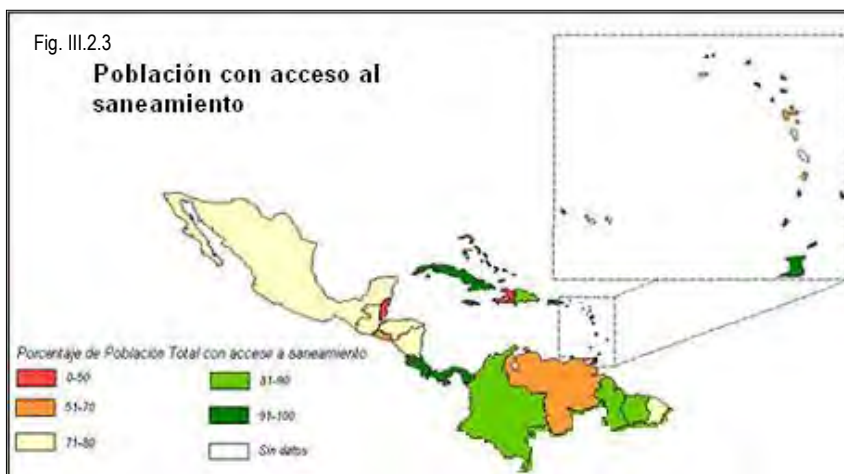 Fig. III.2.3
Población con acceso al
saneamiento
Porcentaje de Población Total con acceso a saneamiento
0-50
51-70
71-80
81-90
91-100
Sin datos